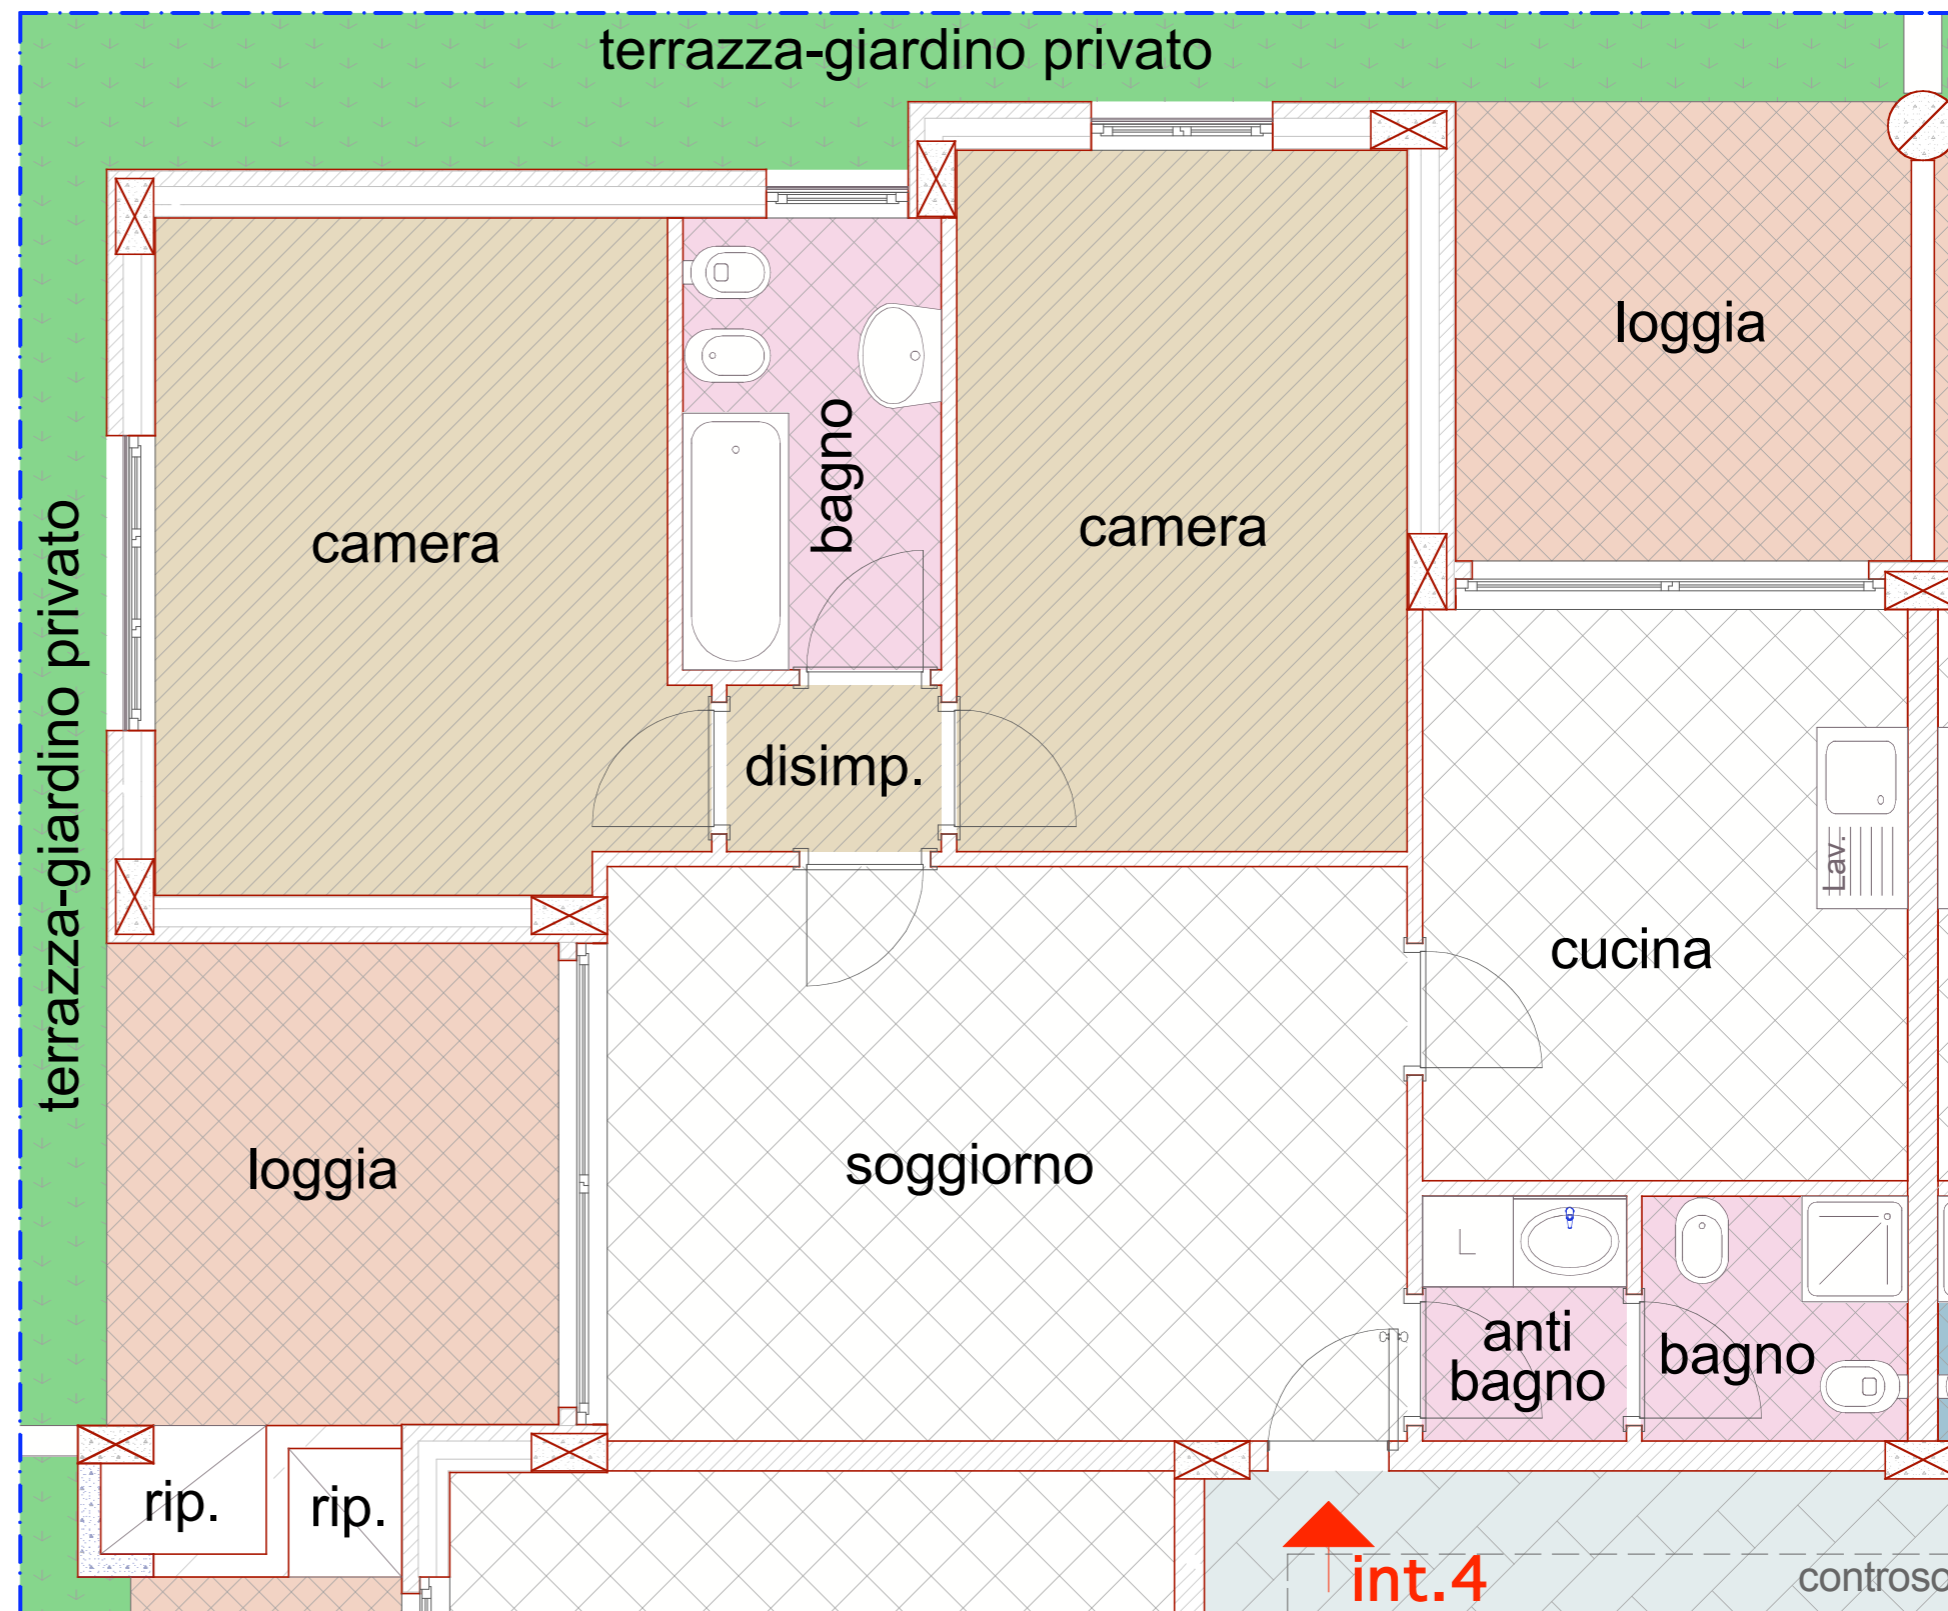 terrazza-giardino privato
loggia
bagno
camera
camera
terrazza-giardino privato
disimp.
Lav.
cucina
loggia
soggiorno
L
anti
bagno
bagno
rip.
rip.
int.4
controso